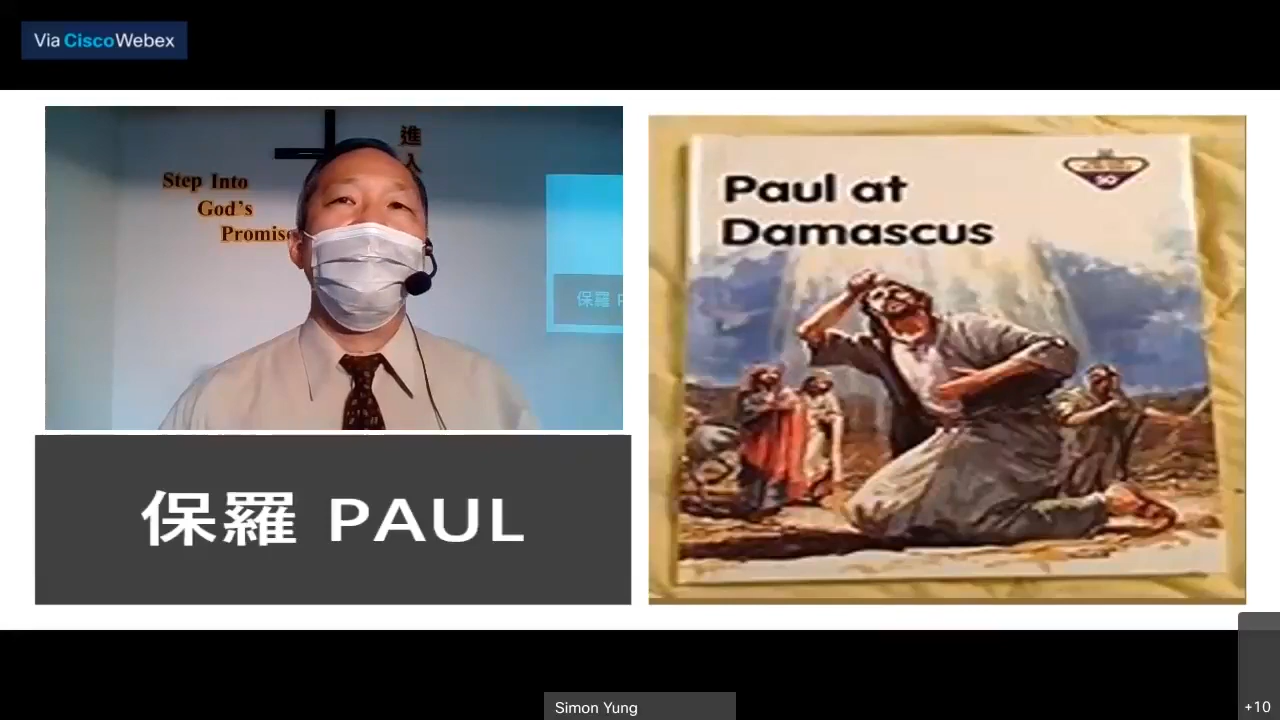 Via CiscoWebex
進
入
Step Into
God's
Promise
保羅 P
保羅 PAUL
Paul at
Damascus
50
Simon Yung
+10